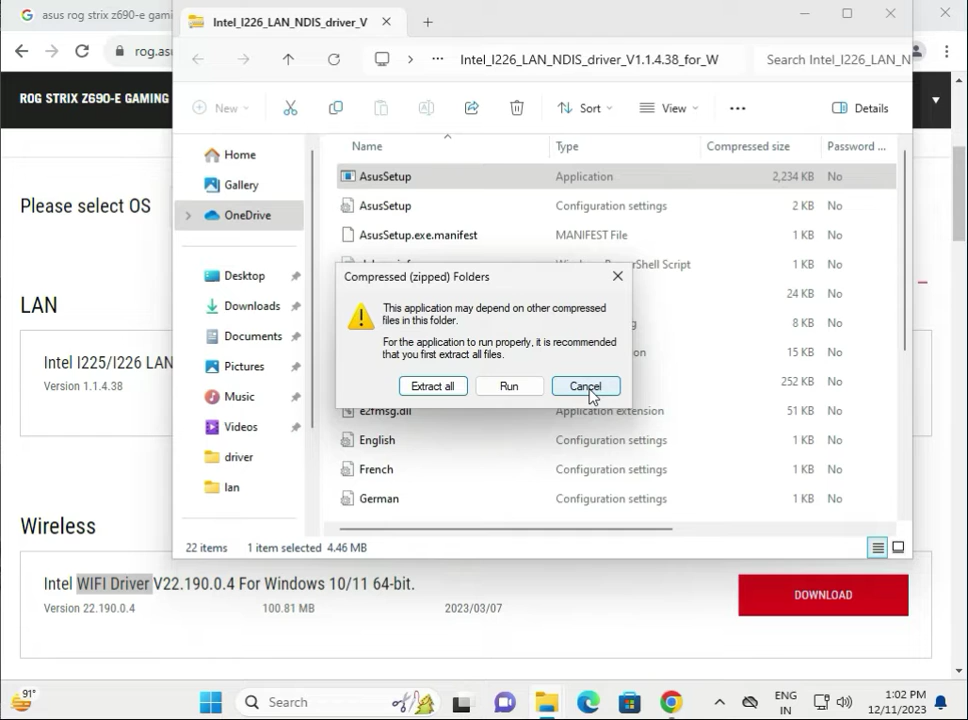 asus rog strix z690-e gami
Intel_I226_LAN_NDIS_driver_V
rog.as
Intel_I226_LAN_NDIS_driver_V1.1.4.38_for_W
Search Intel_I226_LAN_N
ROG STRIX Z690-E GAMING
New
Sort
View
Details
Name
Type
Compressed size
Password ...
Home
Gallery
OneDrive
Desktop
Downloads
Documents
Pictures
Music
Videos
driver
lan
AsusSetup Application 2,234 KB No
AsusSetup Configuration settings 2 KB No
AsusSetup.exe.manifest MANIFEST File 1 KB No
Windows PowerShell Script 1 KB No
24 KB No
8 KB No
15 KB No
252 KB No
e2fmsg.dll Application extension 51 KB No
English Configuration settings 1 KB No
French Configuration settings 1 KB No
German Configuration settings 1 KB No
Compressed (zipped) Folders
This application may depend on other compressed
files in this folder.
For the application to run properly, it is recommended
that you first extract all files.
Extract all
Run
Cancel
22 items 1 item selected 4.46 MB
Please select OS
LAN
Intel I225/I226 LAN
Version 1.1.4.38
Wireless
Intel WIFI Driver V22.190.0.4 For Windows 10/11 64-bit.
Version 22.190.0.4 100.81 MB 2023/03/07
DOWNLOAD
91°
Search
ENG
IN
1:02 PM
12/11/2023